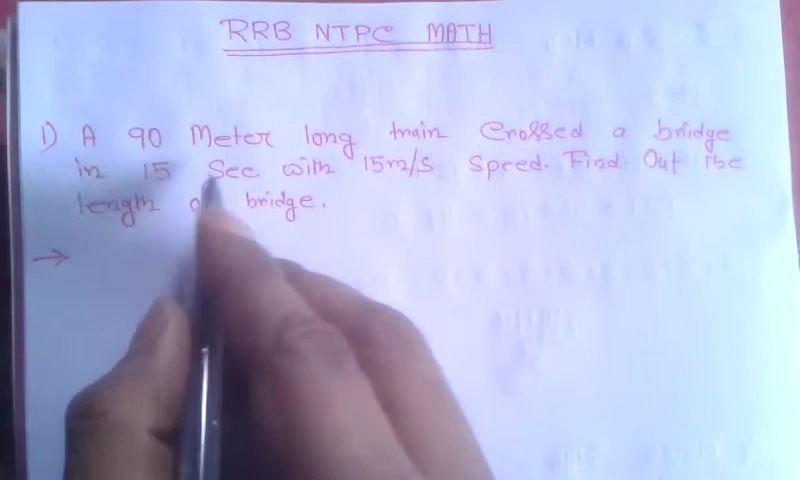 RRB NTPC MATH
1) A 90 Meter long train Crossed a bridge
in 15 Sec with 15m/s Speed. Find Out the
length o bridge.
→